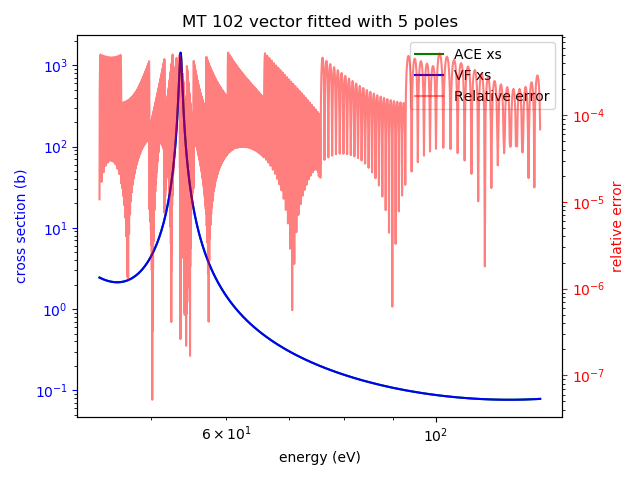 MT 102 vector fitted with 5 poles
ACE xs
VF xs
Relative error
10³
10²
10¹
10⁰
10⁻¹
cross section (b)
10⁻⁴
10⁻⁵
10⁻⁶
10⁻⁷
relative error
6 × 10¹
10²
energy (eV)